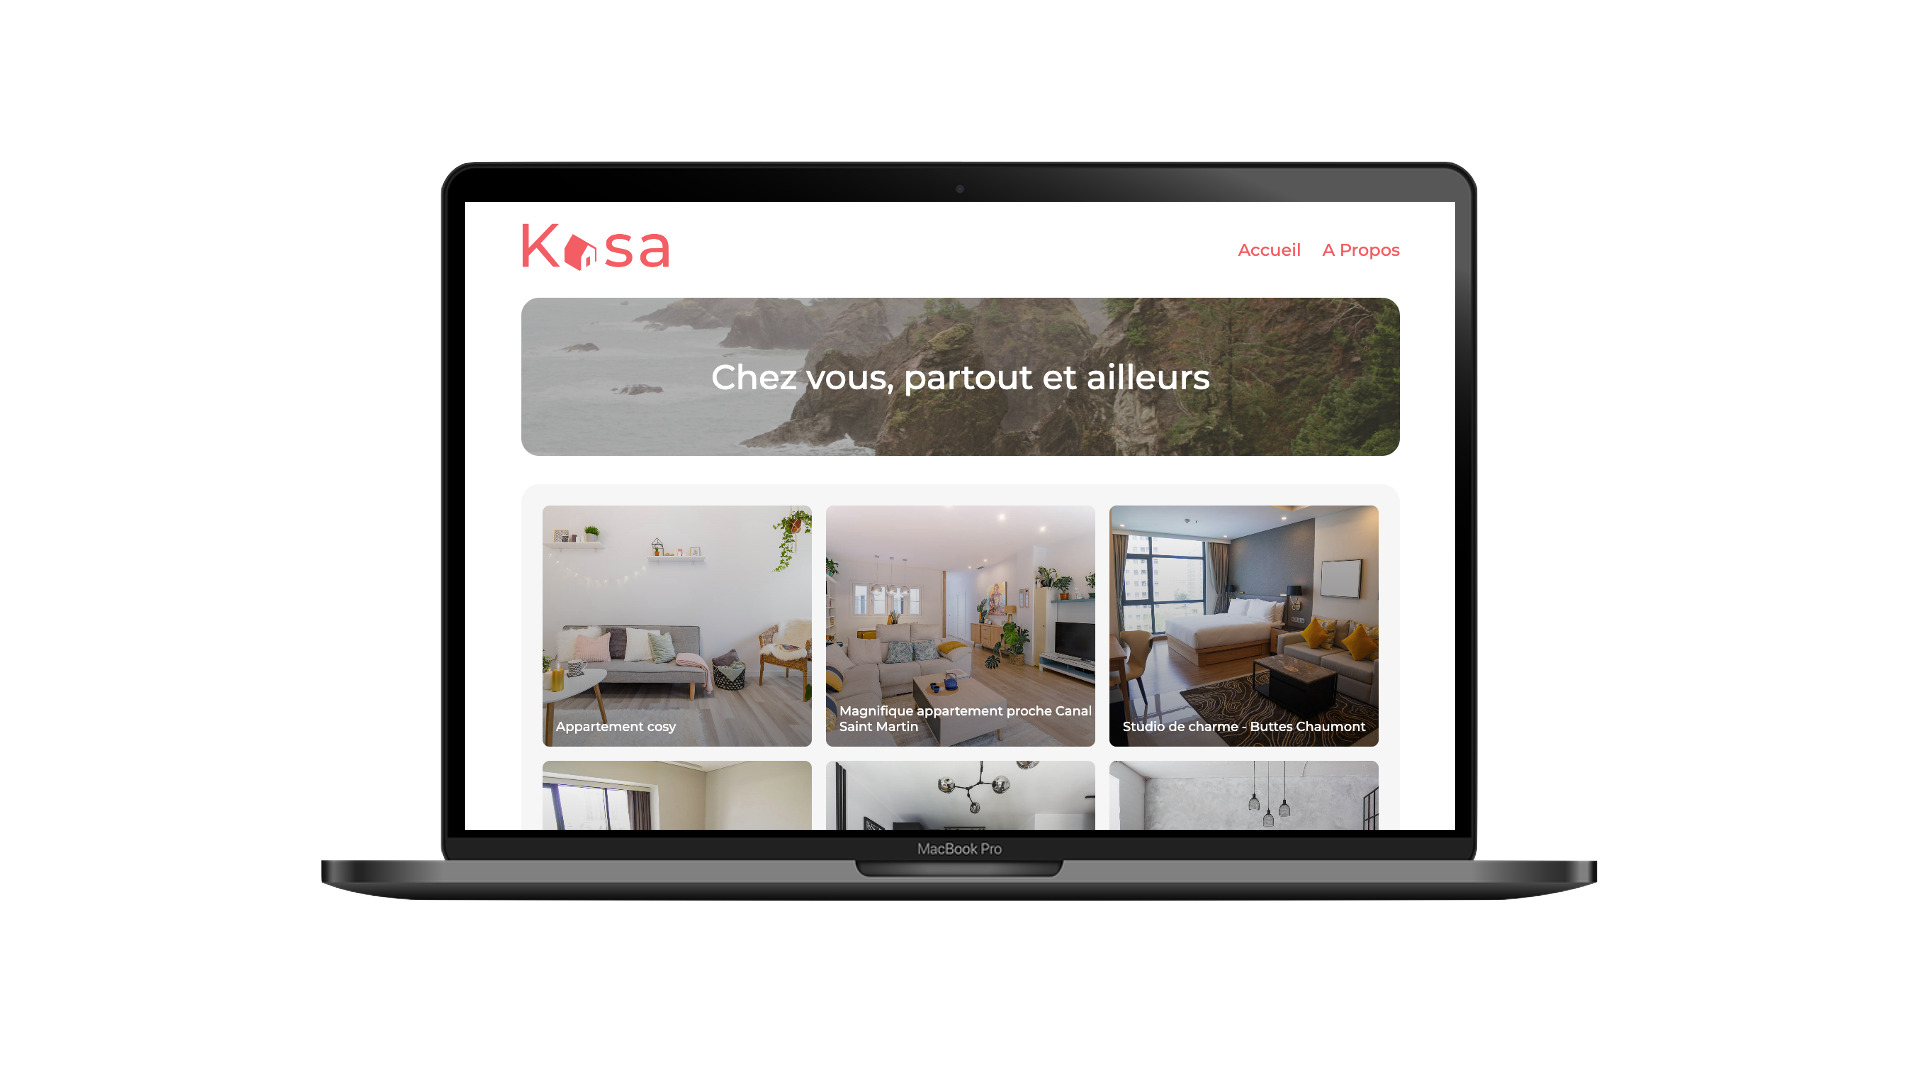 Kasa
Accueil A Propos
Chez vous, partout et ailleurs
Appartement cosy
Magnifique appartement proche Canal
Saint Martin
Studio de charme - Buttes Chaumont
MacBook Pro